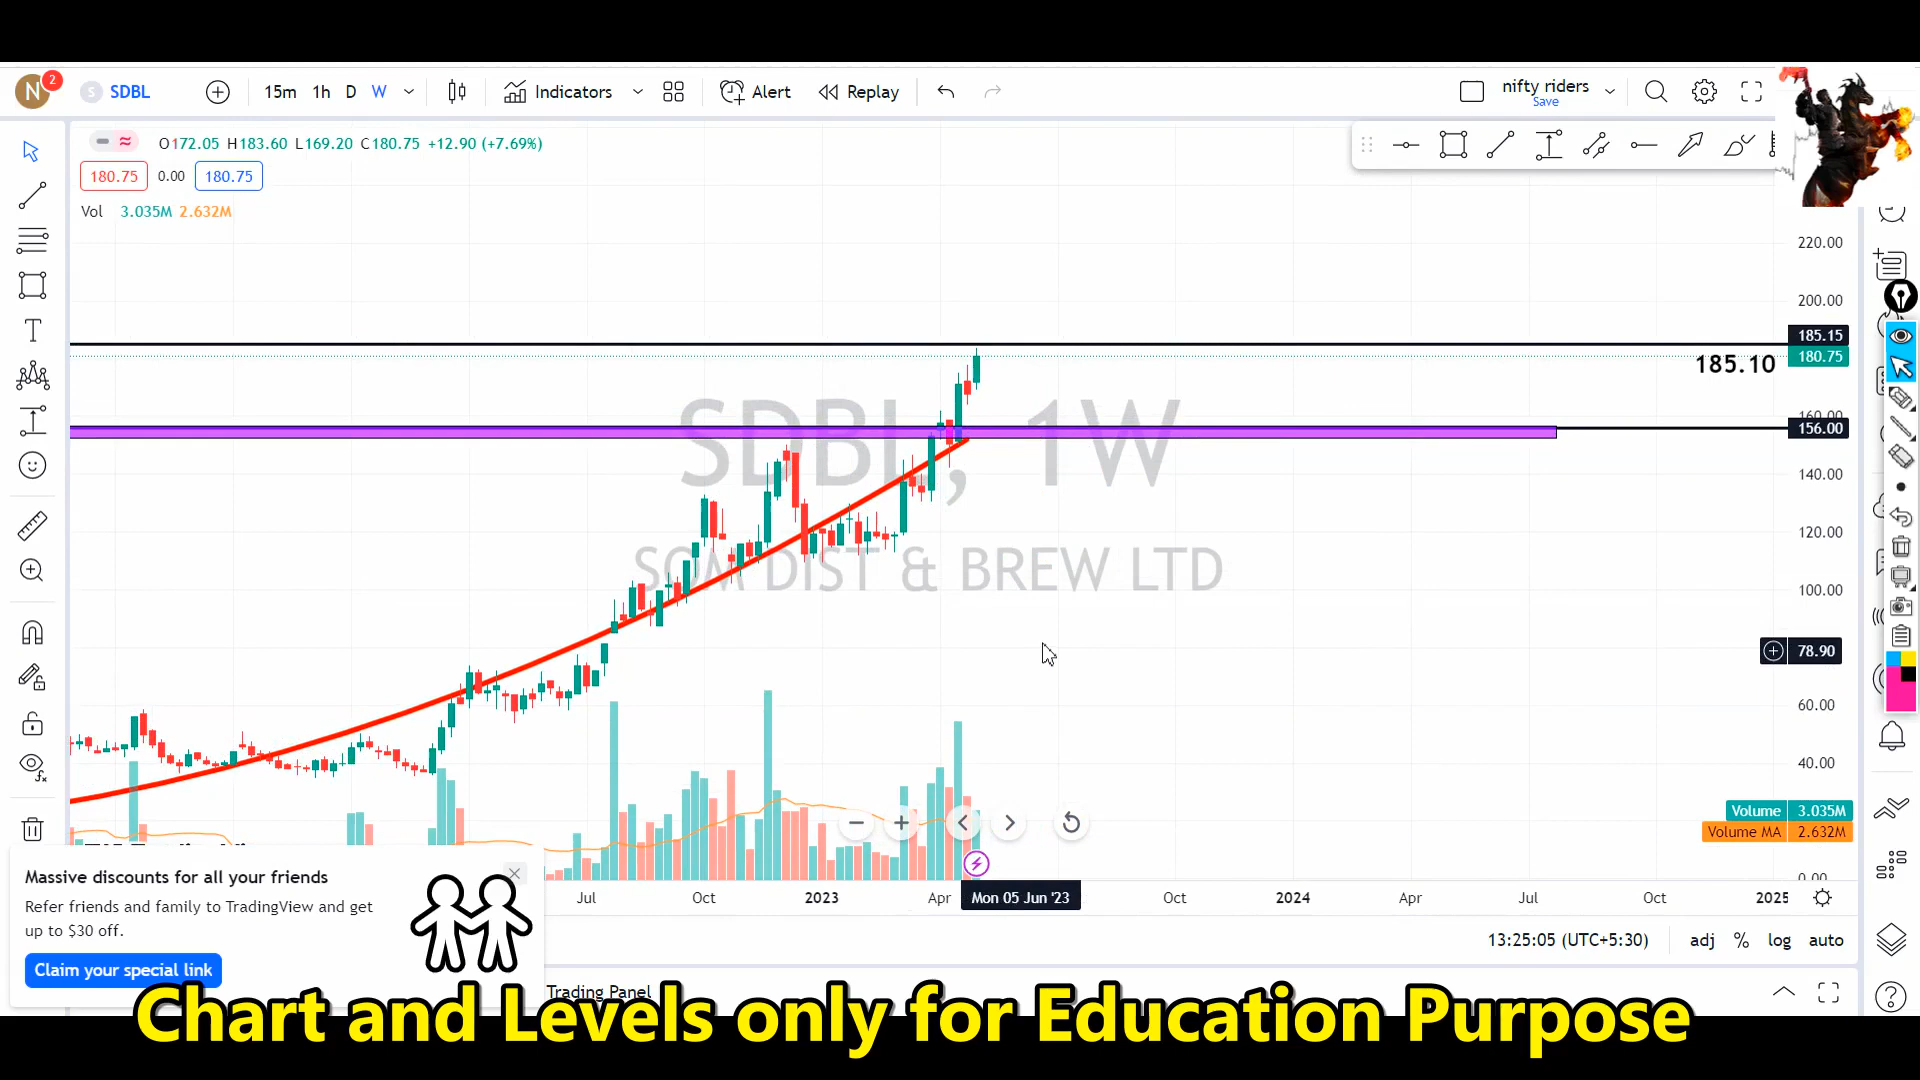 N 2 S SDBL 15m 1h D W Indicators Alert Replay nifty riders
Save
O172.05 H183.60 L169.20 C180.75 +12.90 (+7.69%)
180.75 0.00 180.75
Vol 3.035M 2.632M
220.00
200.00
185.15
180.75
185.10
160.00
156.00
SDBL, 1W
140.00
120.00
SOM DIST & BREW LTD
100.00
78.90
60.00
40.00
Volume 3.035M
Volume MA 2.632M
0.00
Jul Oct 2023 Apr Mon 05 Jun '23 Oct 2024 Apr Jul Oct 2025
Massive discounts for all your friends
Refer friends and family to TradingView and get
up to $30 off.
Claim your special link
13:25:05 (UTC+5:30) adj % log auto
Trading Panel
Chart and Levels only for Education Purpose